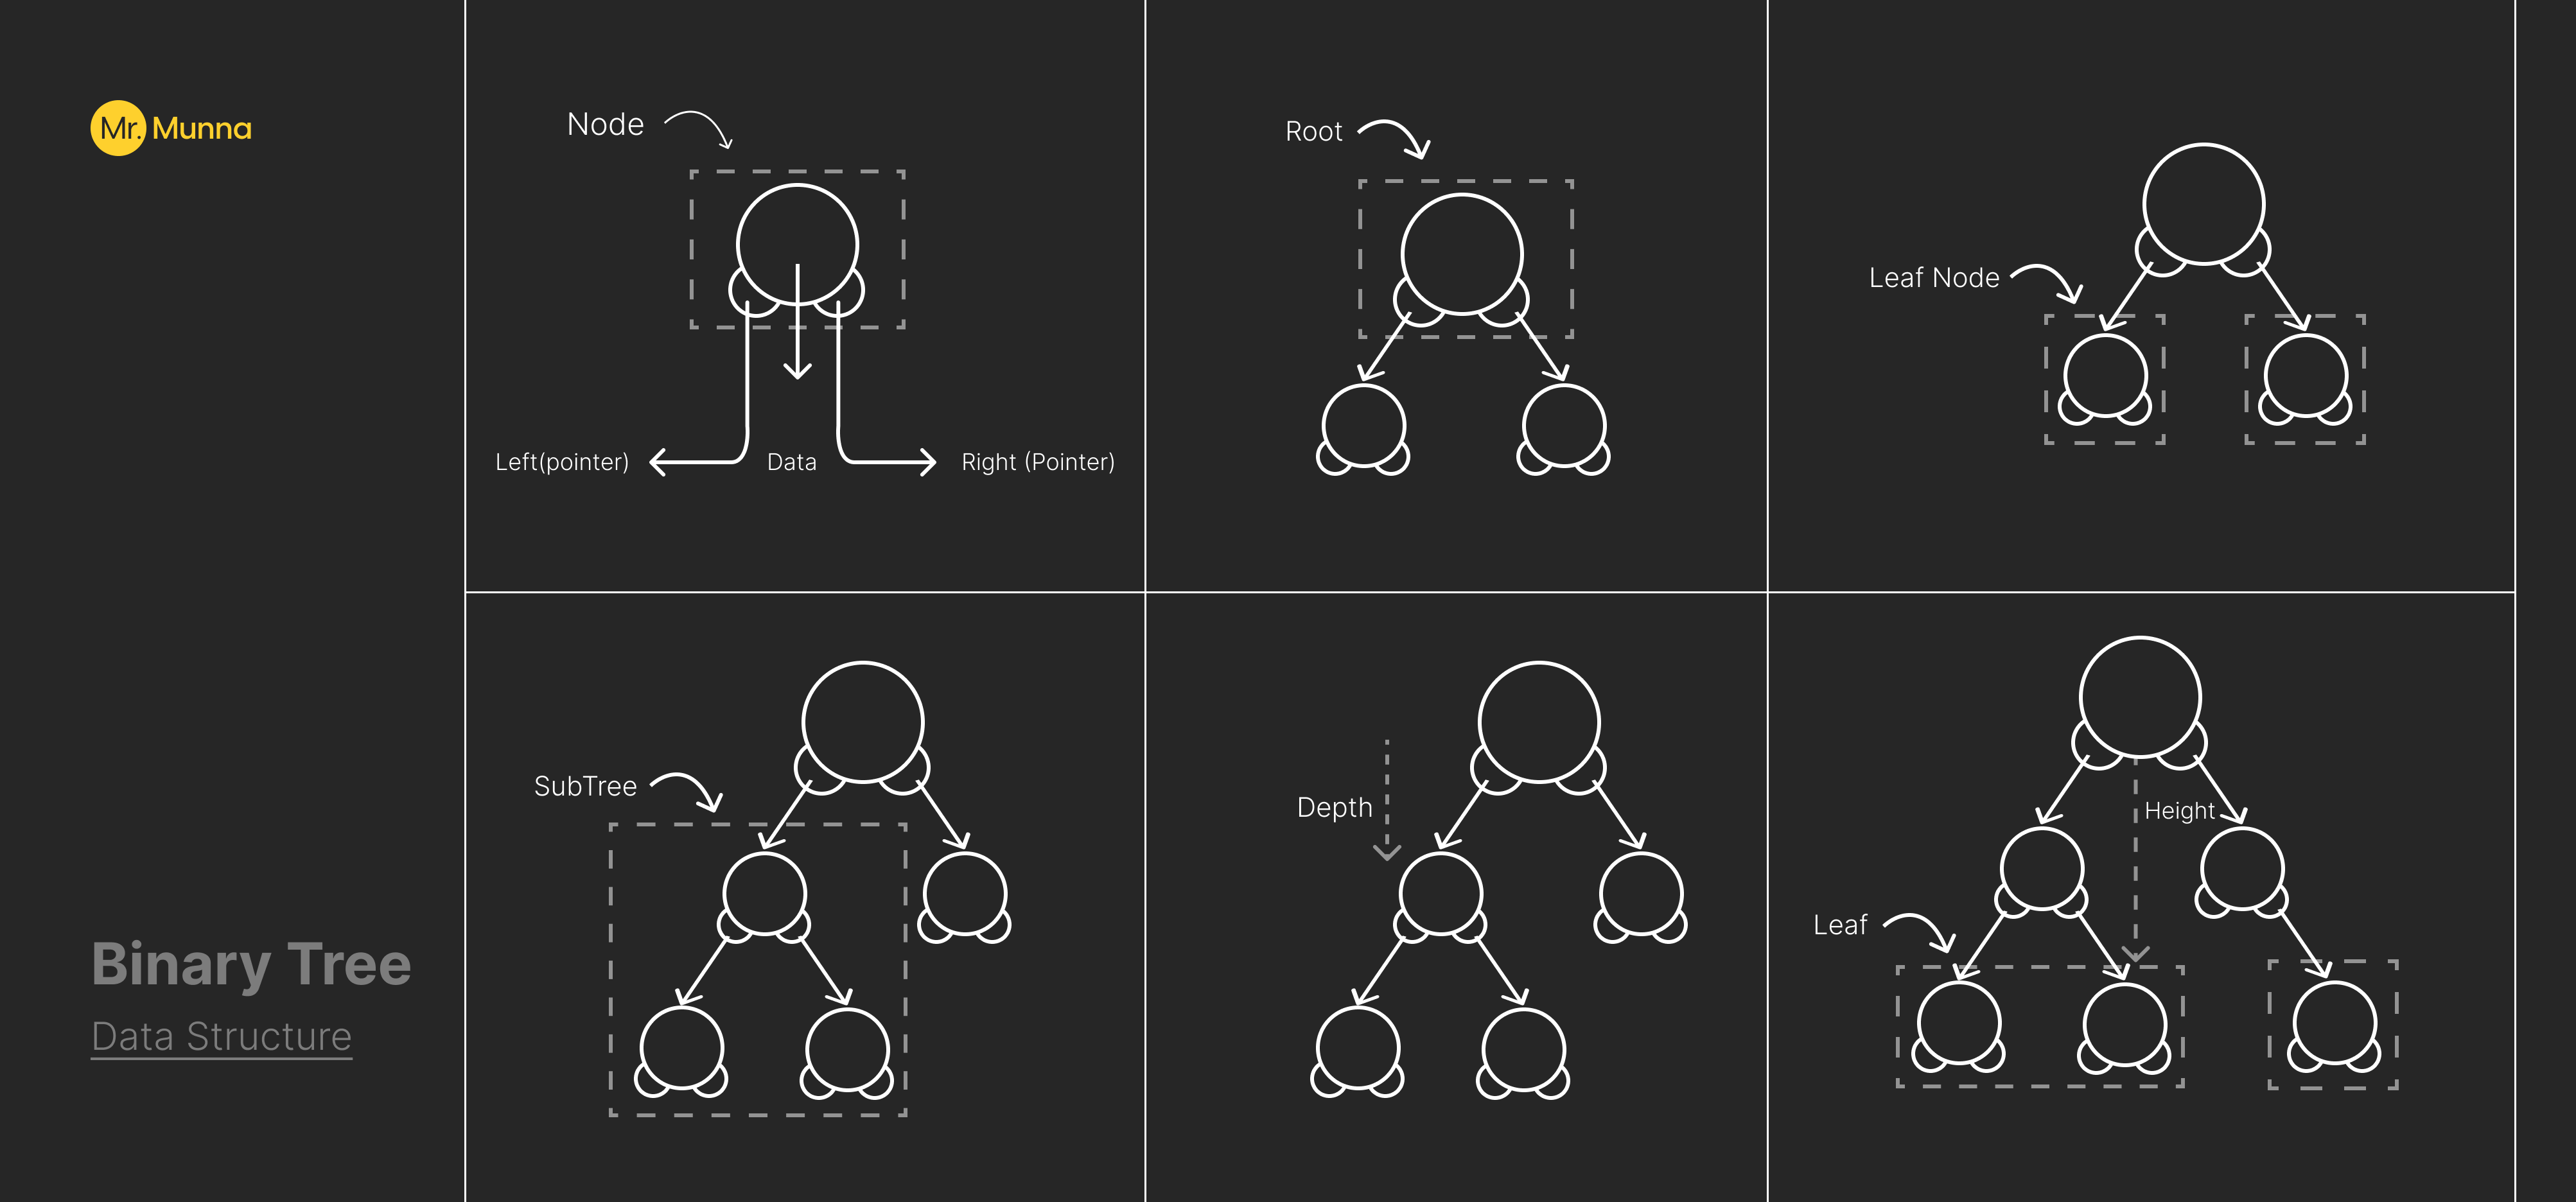 Mr. Munna
Binary Tree
Data Structure
Node
Left(pointer)
Data
Right (Pointer)
Root
Leaf Node
SubTree
Depth
Height
Leaf